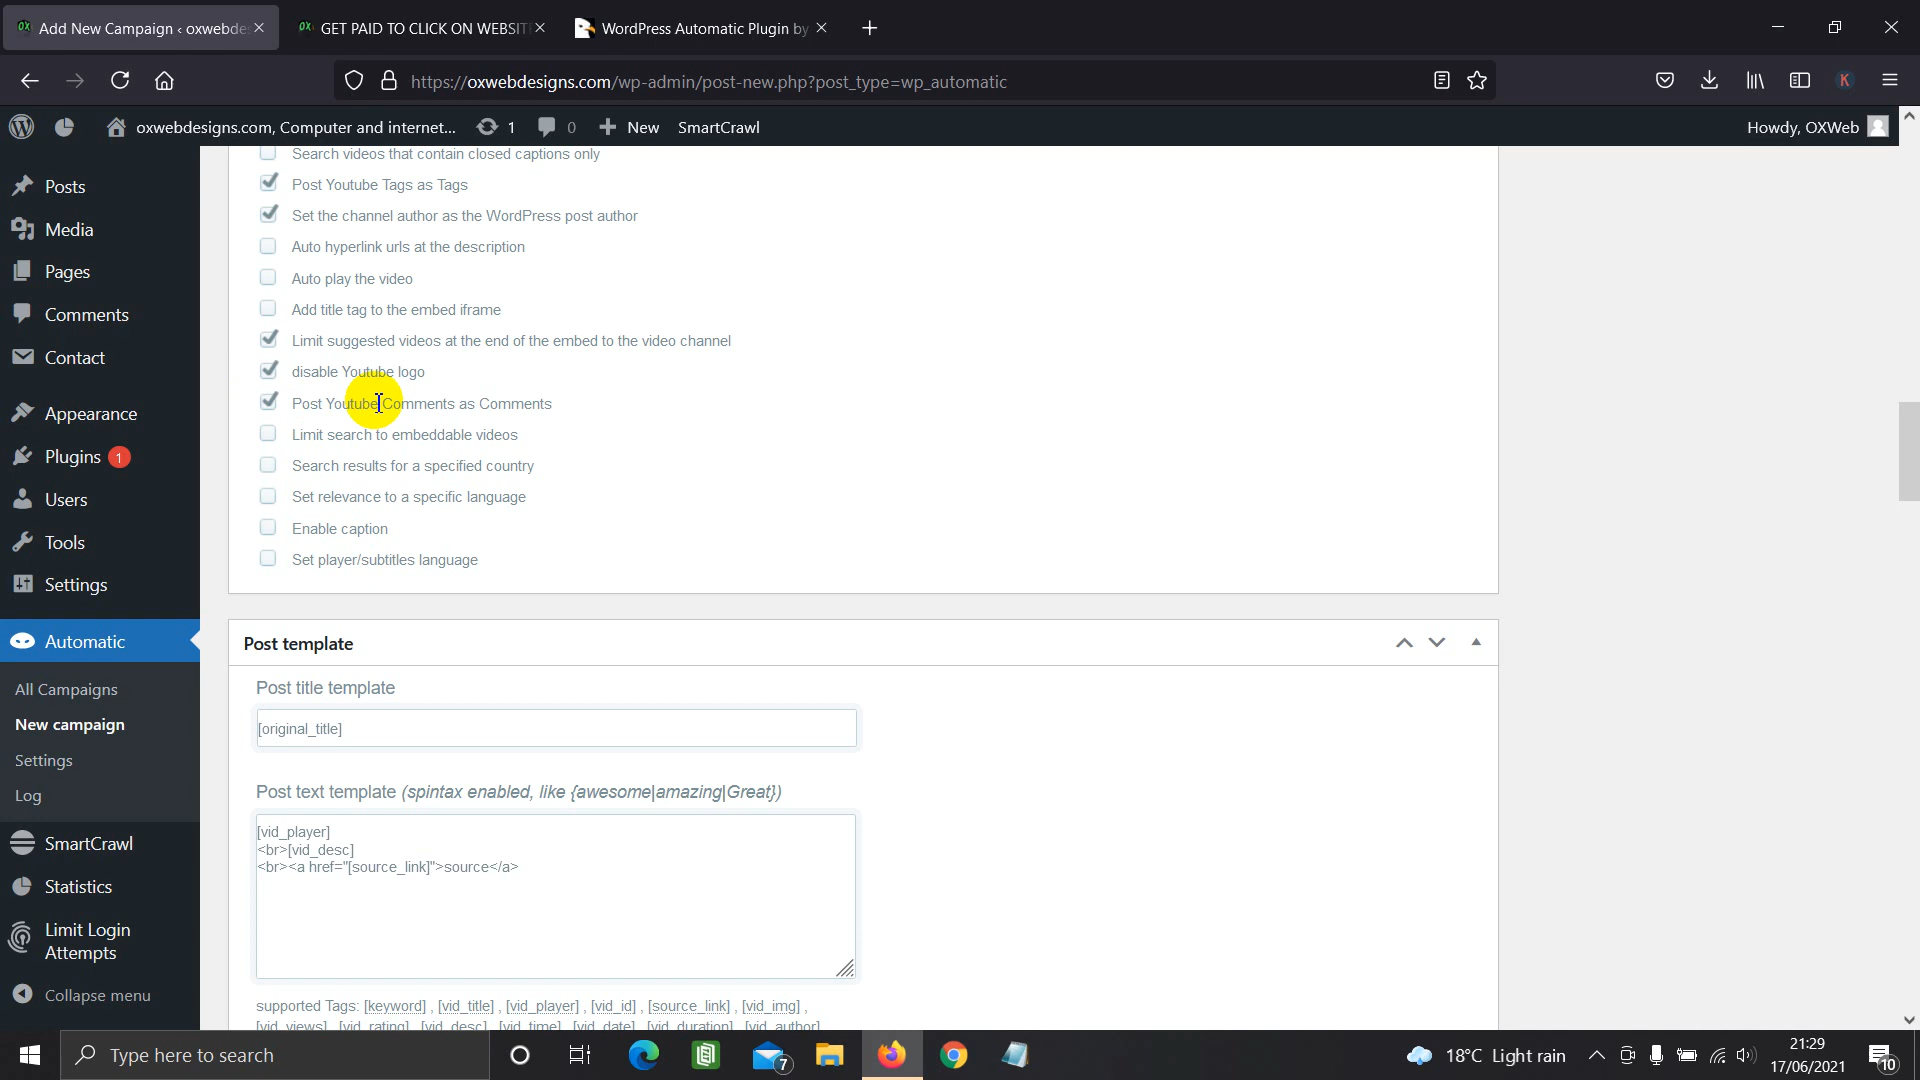 Add New Campaign ‹ oxwebde
GET PAID TO CLICK ON WEBSIT
WordPress Automatic Plugin by
https://oxwebdesigns.com/wp-admin/post-new.php?post_type=wp_automatic
K
oxwebdesigns.com, Computer and internet...
1
0
New
SmartCrawl
Howdy, OXWeb
Posts
Media
Pages
Comments
Contact
Appearance
Plugins 1
Users
Tools
Settings
Automatic
All Campaigns
New campaign
Settings
Log
SmartCrawl
Statistics
Limit Login
Attempts
Collapse menu
Search videos that contain closed captions only
Post Youtube Tags as Tags
Set the channel author as the WordPress post author
Auto hyperlink urls at the description
Auto play the video
Add title tag to the embed iframe
Limit suggested videos at the end of the embed to the video channel
disable Youtube logo
Post Youtube Comments as Comments
Limit search to embeddable videos
Search results for a specified country
Set relevance to a specific language
Enable caption
Set player/subtitles language
Post template
Post title template
[original_title]
Post text template (spintax enabled, like {awesome|amazing|Great})
[vid_player]
<br>[vid_desc]
<br><a href="[source_link]">source</a>
supported Tags: [keyword] , [vid_title] , [vid_player] , [vid_id] , [source_link] , [vid_img] ,
[vid_views] [vid_rating] [vid_desc] [vid_time] [vid_date] [vid_duration] [vid_author]
Type here to search
7
18°C Light rain
21:29
17/06/2021
10